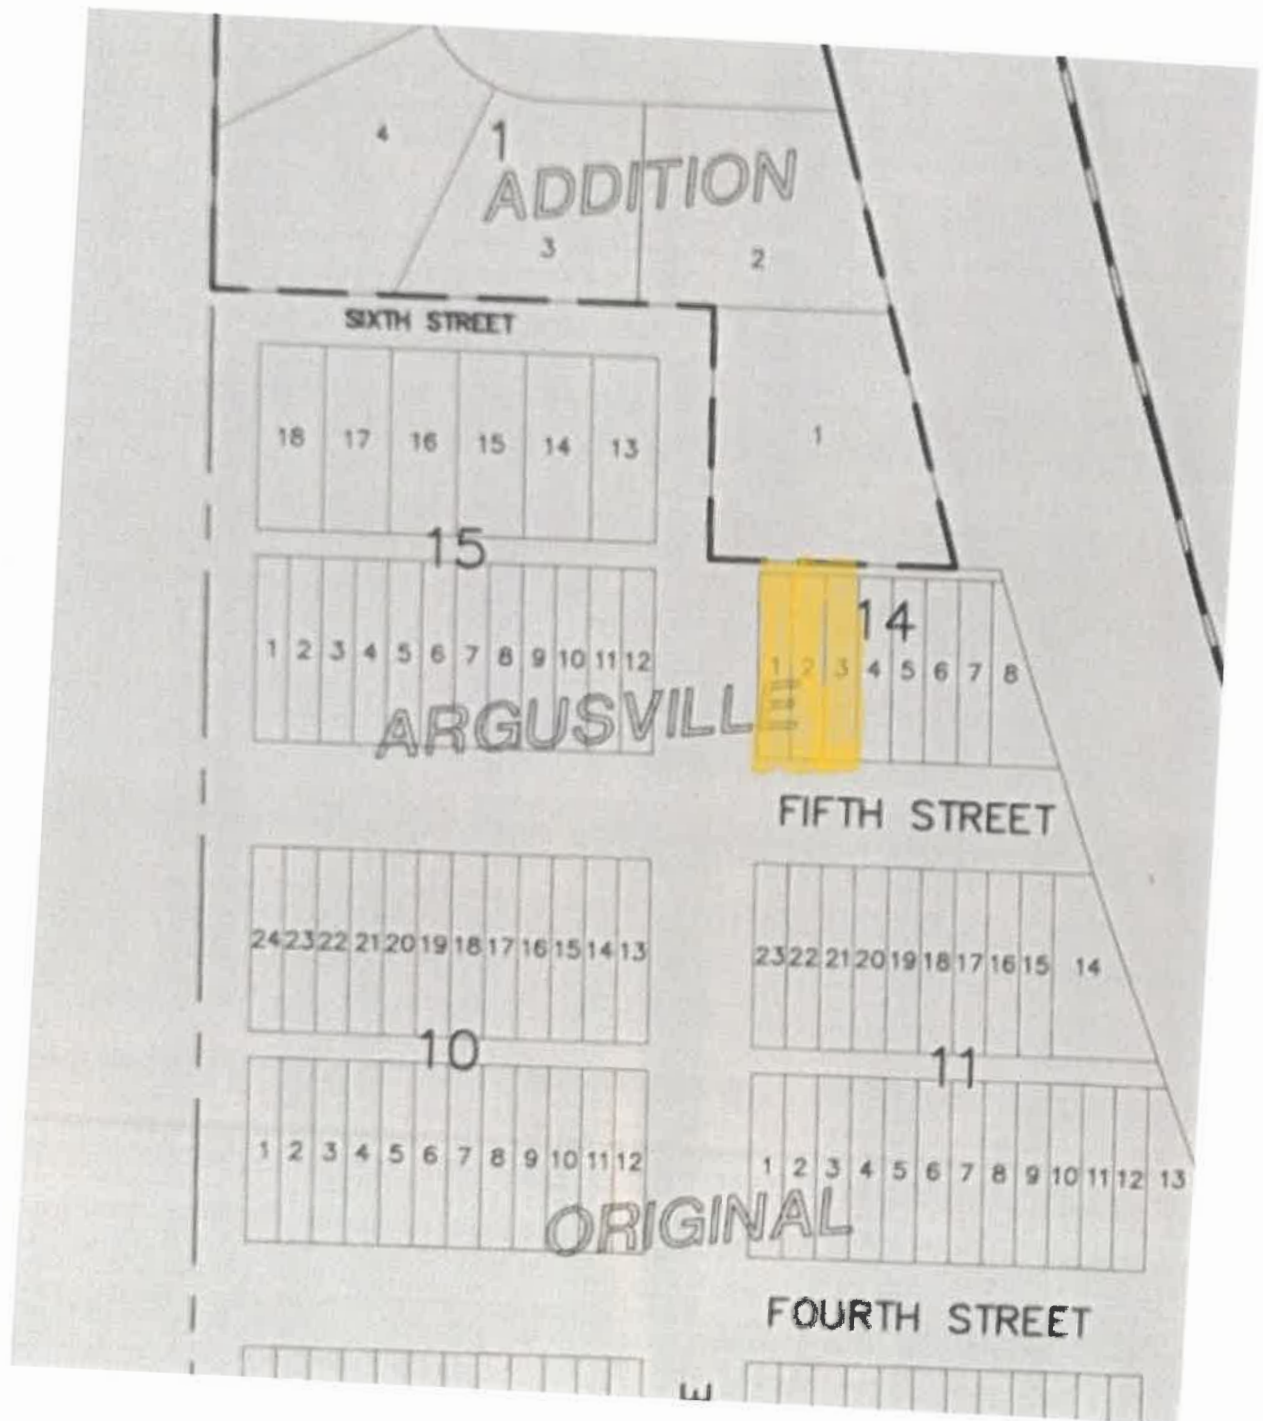 4
1
ADDITION
3
2
SIXTH STREET
18 17 16 15 14 13
1
15
14
1 2 3 4 5 6 7 8 9 10 11 12
1 2 3 4 5 6 7 8
ARGUSVILLE
FIFTH STREET
24 23 22 21 20 19 18 17 16 15 14 13
23 22 21 20 19 18 17 16 15 14
10
11
1 2 3 4 5 6 7 8 9 10 11 12
1 2 3 4 5 6 7 8 9 10 11 12 13
ORIGINAL
FOURTH STREET
E